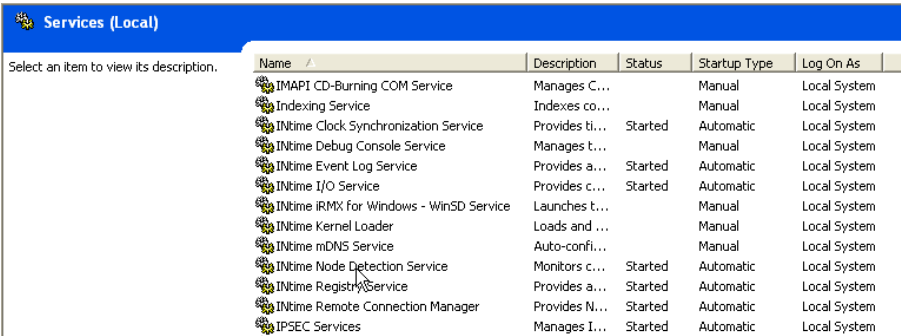 Services (Local)
Select an item to view its description.
Name Description Status Startup Type Log On As
IMAPI CD-Burning COM Service Manages C... Manual Local System
Indexing Service Indexes co... Manual Local System
INtime Clock Synchronization Service Provides ti... Started Automatic Local System
INtime Debug Console Service Manages t... Manual Local System
INtime Event Log Service Provides a... Started Automatic Local System
INtime I/O Service Provides c... Started Automatic Local System
INtime iRMX for Windows - WinSD Service Launches t... Manual Local System
INtime Kernel Loader Loads and ... Manual Local System
INtime mDNS Service Auto-confi... Manual Local System
INtime Node Detection Service Monitors c... Started Automatic Local System
INtime Registry Service Provides a... Started Automatic Local System
INtime Remote Connection Manager Provides N... Started Automatic Local System
IPSEC Services Manages I... Started Automatic Local System